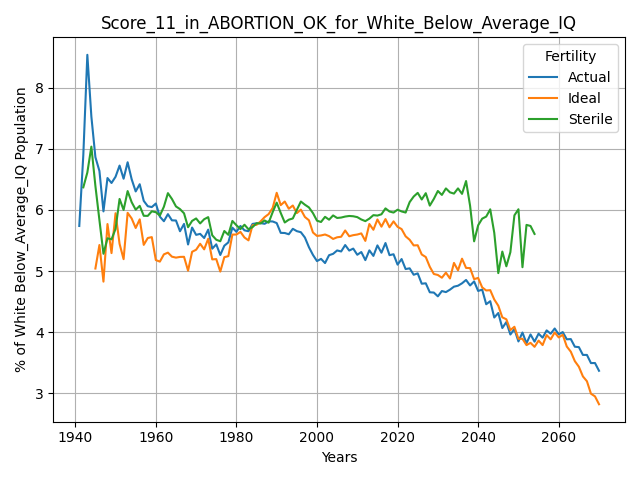 Score_11_in_ABORTION_OK_for_White_Below_Average_IQ
Fertility
Actual
Ideal
Sterile
% of White Below_Average_IQ Population
8
7
6
5
4
3
1940 1960 1980 2000 2020 2040 2060
Years